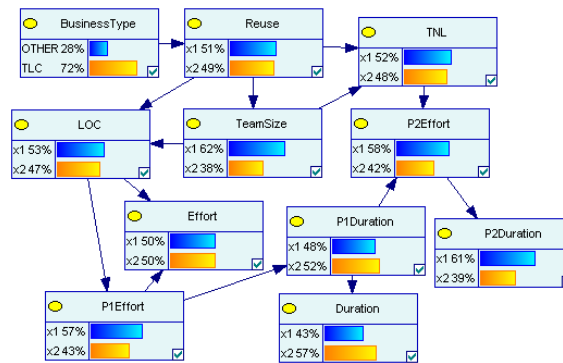 BusinessType
OTHER 28%
TLC 72%
Reuse
x1 51%
x2 49%
TNL
x1 52%
x2 48%
LOC
x1 53%
x2 47%
TeamSize
x1 62%
x2 38%
P2Effort
x1 58%
x2 42%
Effort
x1 50%
x2 50%
P1Duration
x1 48%
x2 52%
P2Duration
x1 61%
x2 39%
P1Effort
x1 57%
x2 43%
Duration
x1 43%
x2 57%